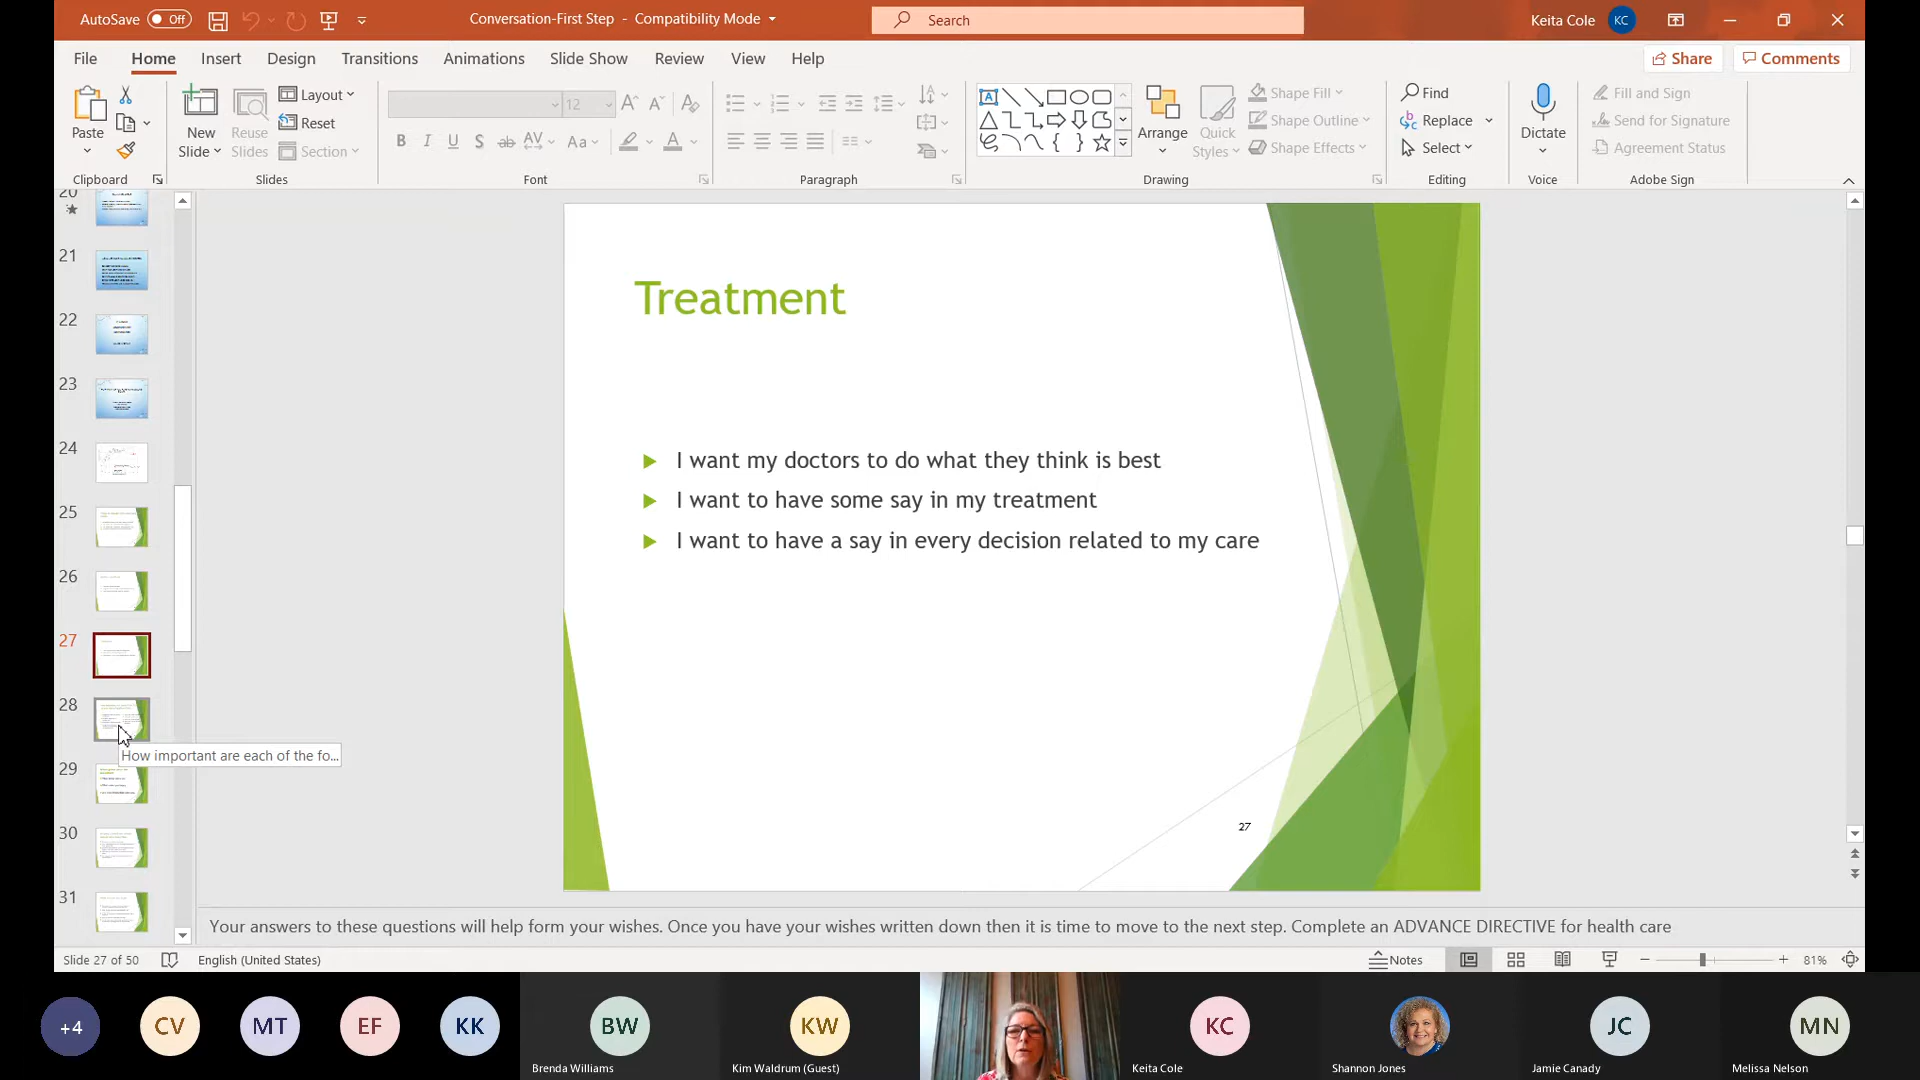 AutoSave Off
Conversation-First Step - Compatibility Mode
Search
Keita Cole KC
File Home Insert Design Transitions Animations Slide Show Review View Help
Share Comments
Paste
Clipboard
New Slide
Reuse Slides
Layout
Reset
Section
Slides
12
B I U S ab AV Aa A
Font
Paragraph
Arrange
Quick Styles
Shape Fill
Shape Outline
Shape Effects
Drawing
Find
Replace
Select
Editing
Dictate
Voice
Fill and Sign
Send for Signature
Agreement Status
Adobe Sign
20
21
22
23
24
25
26
27
28
How important are each of the fo...
29
30
31
Treatment
I want my doctors to do what they think is best
I want to have some say in my treatment
I want to have a say in every decision related to my care
27
Your answers to these questions will help form your wishes. Once you have your wishes written down then it is time to move to the next step. Complete an ADVANCE DIRECTIVE for health care
Slide 27 of 50 English (United States) Notes 81%
+4 CV MT EF KK BW KW KC JC MN
Brenda Williams Kim Waldrum (Guest) Keita Cole Shannon Jones Jamie Canady Melissa Nelson